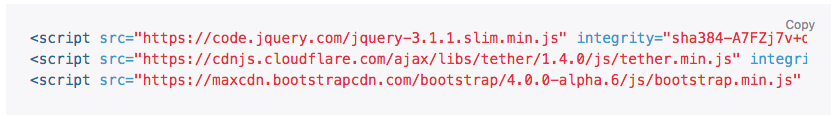 Copy
<script src="https://code.jquery.com/jquery-3.1.1.slim.min.js" integrity="sha384-A7FZj7v+
<script src="https://cdnjs.cloudflare.com/ajax/libs/tether/1.4.0/js/tether.min.js" integri
<script src="https://maxcdn.bootstrapcdn.com/bootstrap/4.0.0-alpha.6/js/bootstrap.min.js"